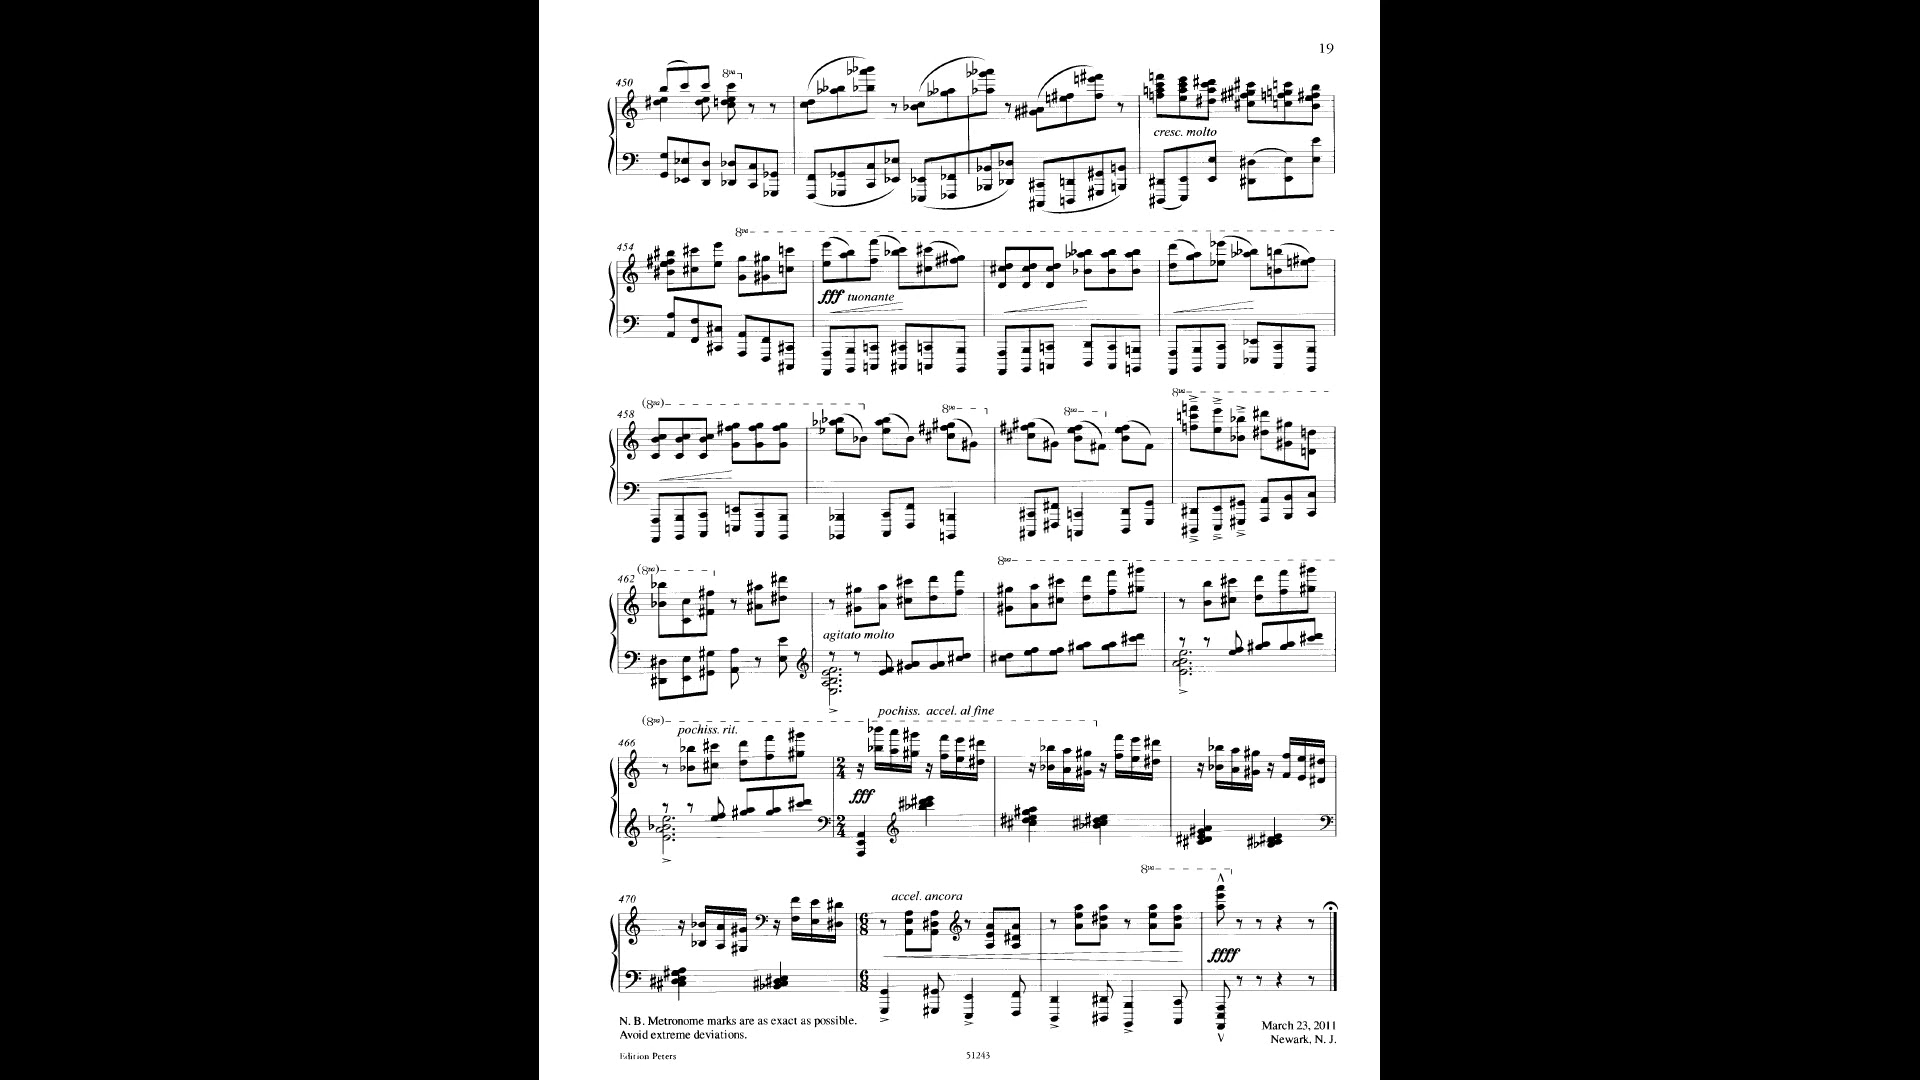 19
450
8va
cresc. molto
454
8va
fff tuonante
(8va)
458
8va
8va
8va
(8va)
462
8va
agitato molto
(8va)
pochiss. accel. al fine
466
pochiss. rit.
2
4
fff
2
4
8va
470
accel. ancora
6
8
ffff
6
8
N. B. Metronome marks are as exact as possible.
Avoid extreme deviations.
March 23, 2011
Newark, N. J.
Edition Peters
51243